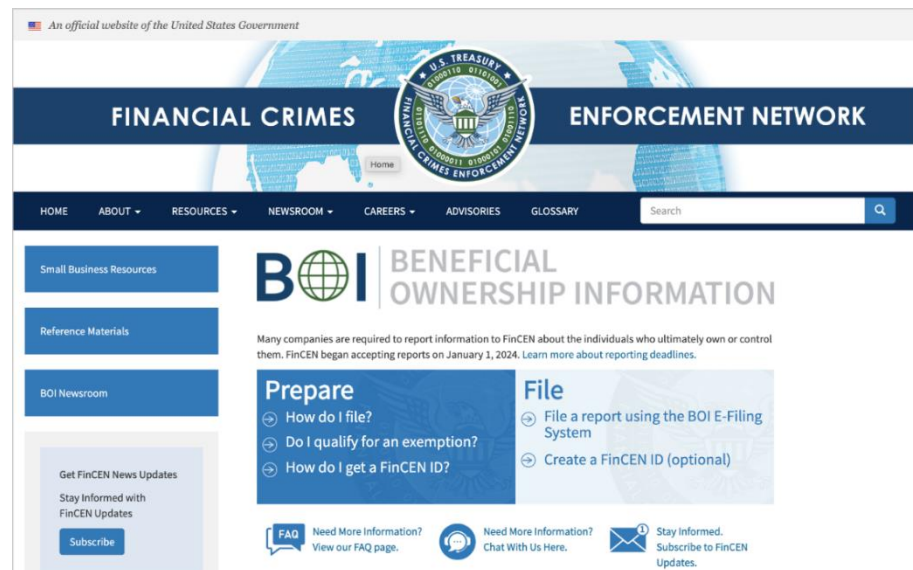 An official website of the United States Government
FINANCIAL CRIMES
ENFORCEMENT NETWORK
U.S. TREASURY
FINANCIAL CRIMES ENFORCEMENT NETWORK
Home
HOME
ABOUT
RESOURCES
NEWSROOM
CAREERS
ADVISORIES
GLOSSARY
Search
Small Business Resources
Reference Materials
BOI Newsroom
Get FinCEN News Updates
Stay Informed with
FinCEN Updates
Subscribe
BOI
BENEFICIAL
OWNERSHIP INFORMATION
Many companies are required to report information to FinCEN about the individuals who ultimately own or control
them. FinCEN began accepting reports on January 1, 2024. Learn more about reporting deadlines.
Prepare
How do I file?
Do I qualify for an exemption?
How do I get a FinCEN ID?
File
File a report using the BOI E-Filing
System
Create a FinCEN ID (optional)
FAQ
Need More Information?
View our FAQ page.
Need More Information?
Chat With Us Here.
1
Stay Informed.
Subscribe to FinCEN
Updates.